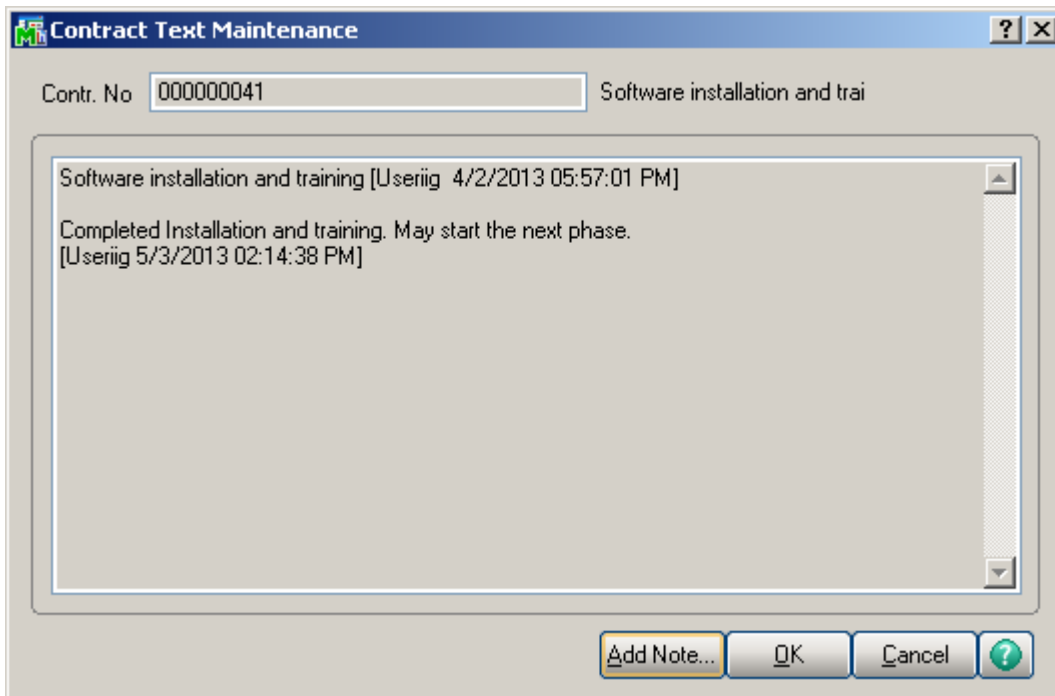 Contract Text Maintenance
Contr. No 000000041 Software installation and trai
Software installation and training [Useriig  4/2/2013 05:57:01 PM]
Completed Installation and training. May start the next phase.
[Useriig 5/3/2013 02:14:38 PM]
Add Note... OK Cancel